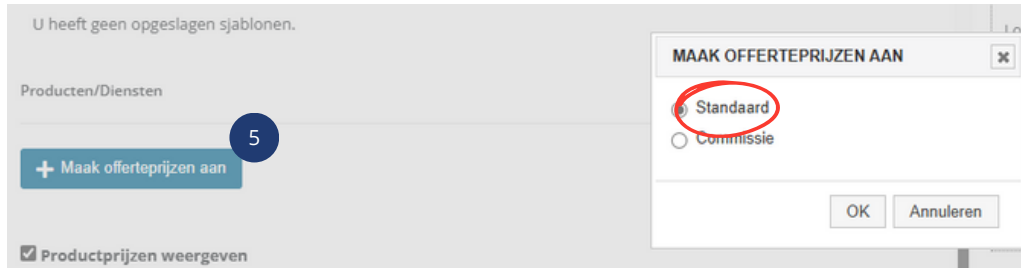 U heeft geen opgeslagen sjablonen.
Lo
MAAK OFFERTEPRIJZEN AAN
Producten/Diensten
Standaard
Commissie
5
+ Maak offerteprijzen aan
OK
Annuleren
Productprijzen weergeven